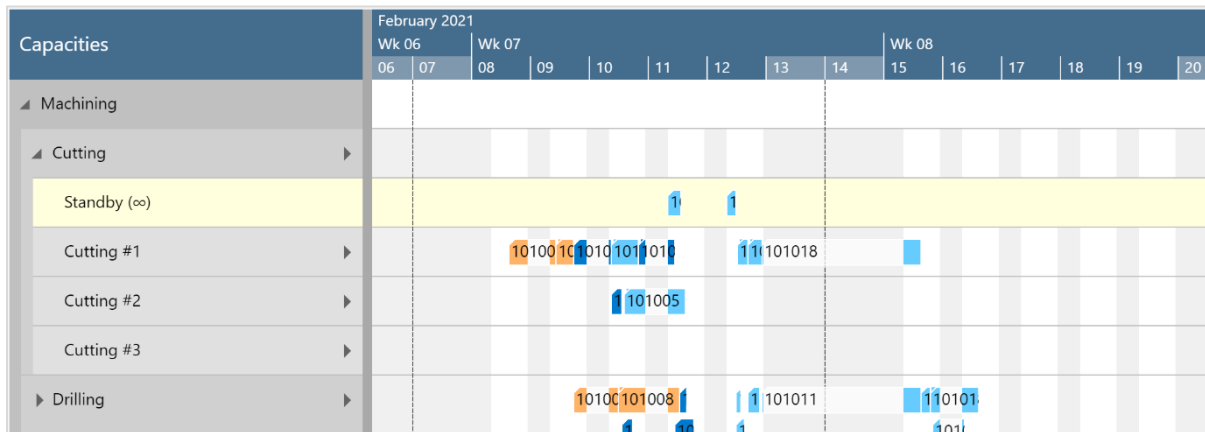 Capacities
February 2021
Wk 06 Wk 07 Wk 08
06 07 08 09 10 11 12 13 14 15 16 17 18 19 20
Machining
Cutting
Standby (∞)
Cutting #1 101018
Cutting #2 101005
Cutting #3
Drilling 101008 101011